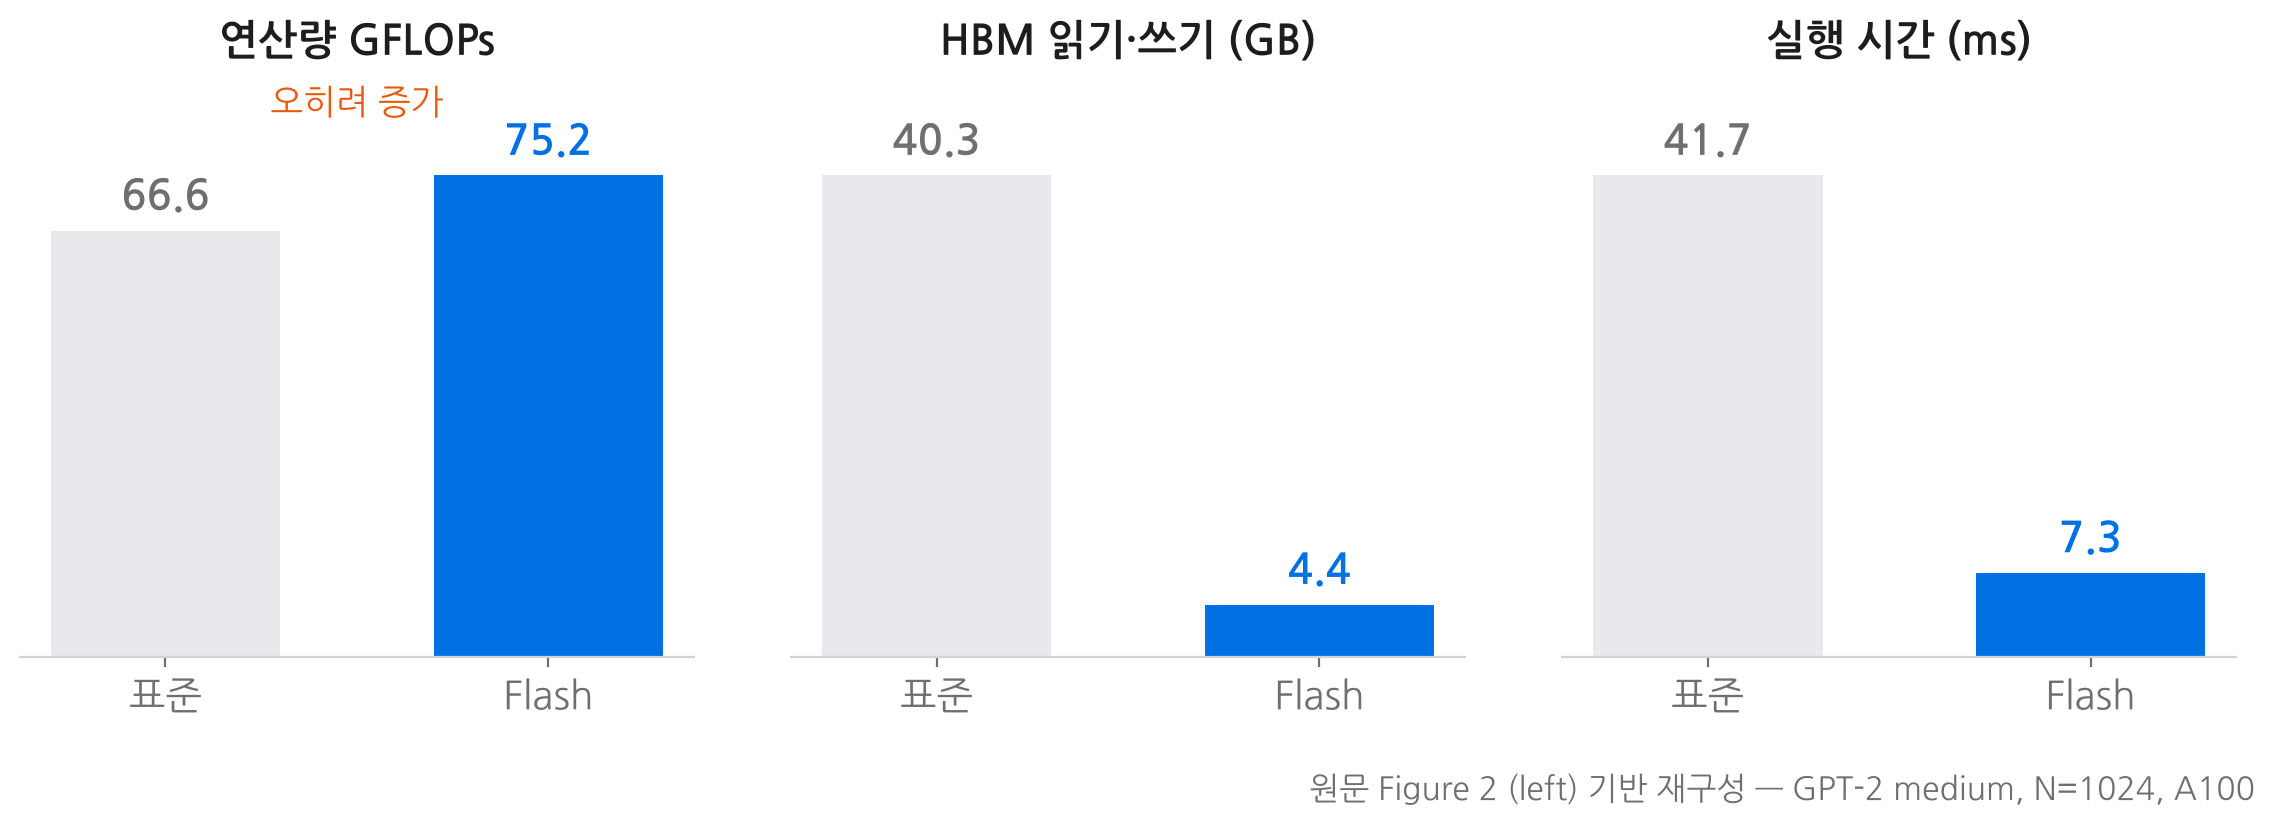 연산량 GFLOPs
오히려 증가
66.6
75.2
표준
Flash
HBM 읽기·쓰기 (GB)
40.3
4.4
표준
Flash
실행 시간 (ms)
41.7
7.3
표준
Flash
원문 Figure 2 (left) 기반 재구성 — GPT-2 medium, N=1024, A100